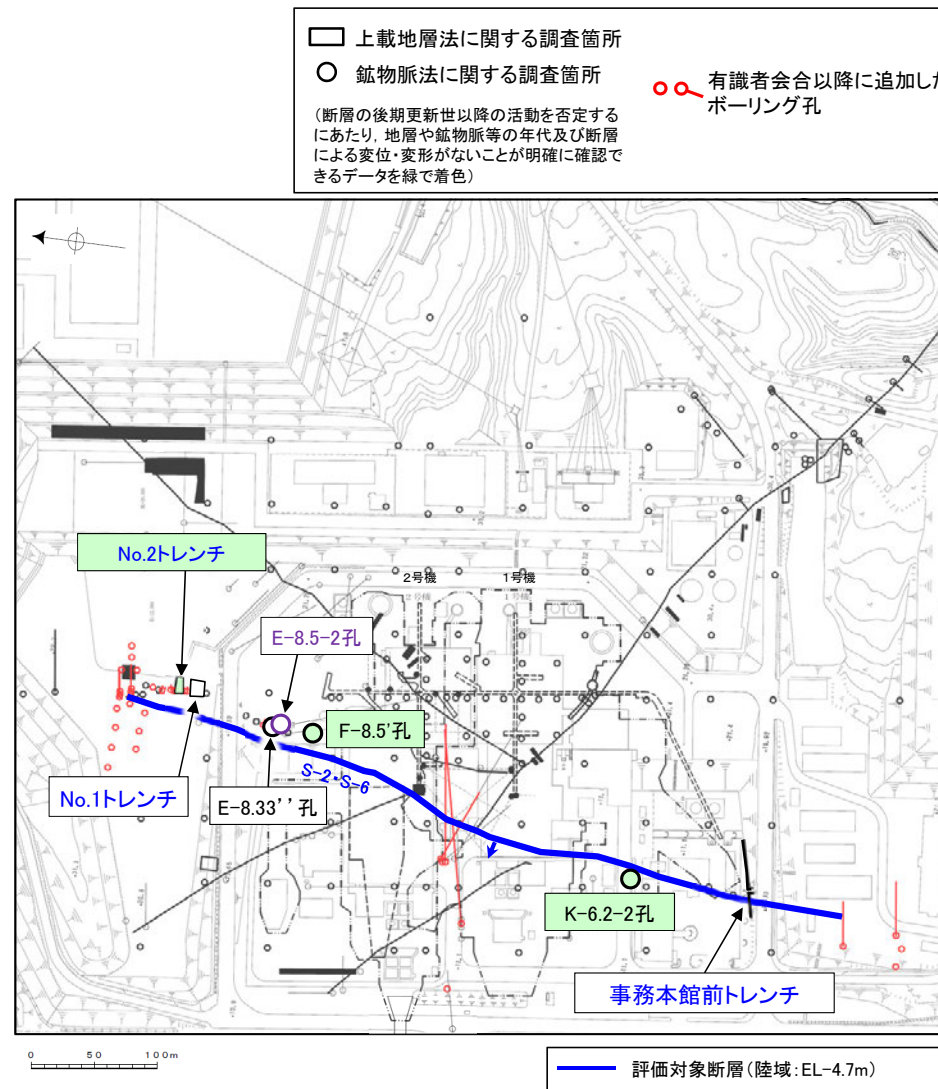 上載地層法に関する調査箇所
鉱物脈法に関する調査箇所
(断層の後期更新世以降の活動を否定する
にあたり,地層や鉱物脈等の年代及び断層
による変位・変形がないことが明確に確認で
きるデータを緑で着色)
有識者会合以降に追加した
ボーリング孔
No.2トレンチ
2号機
1号機
2号機
1号機
E-8.5-2孔
F-8.5'孔
S-2・S-6
No.1トレンチ
E-8.33''孔
K-6.2-2孔
事務本館前トレンチ
0 50 100m
評価対象断層(陸域:EL-4.7m)